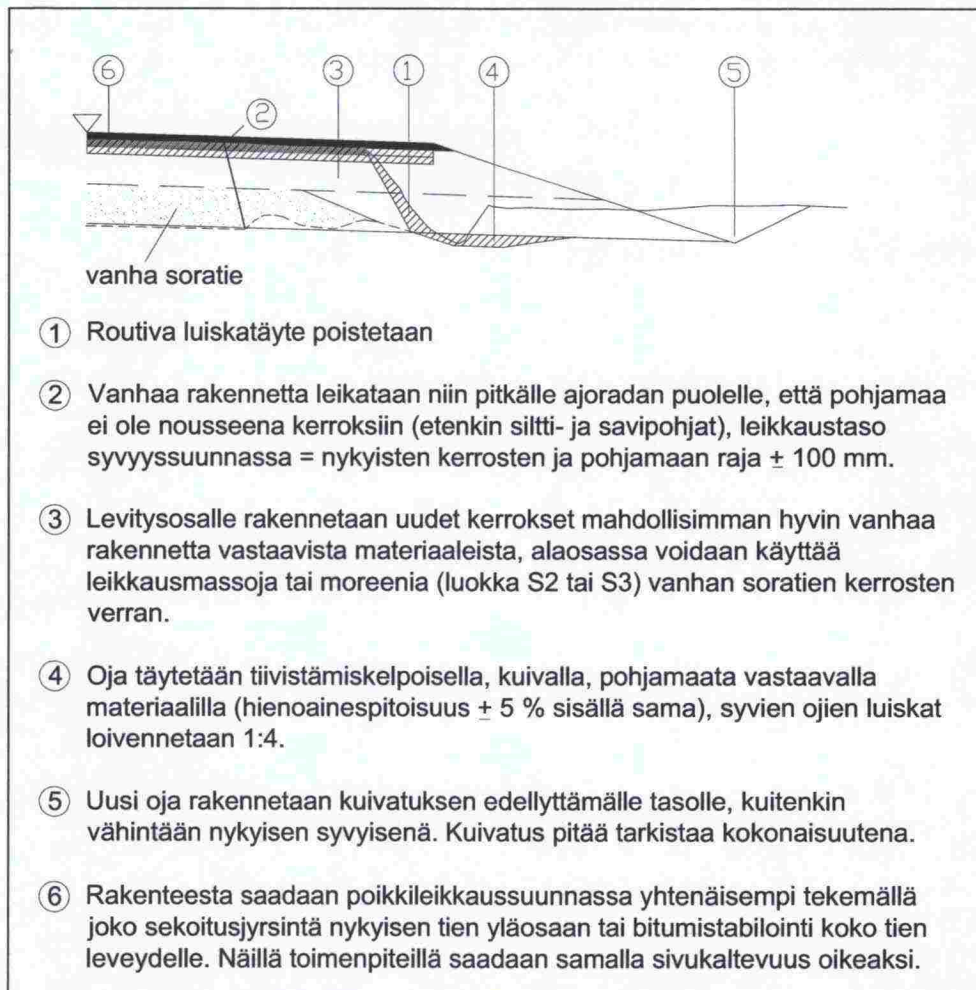 6 3 1 4 5
2
vanha soratie
1 Routiva luiskatäyte poistetaan
2 Vanhaa rakennetta leikataan niin pitkälle ajoradan puolelle, että pohjamaa
ei ole nousseena kerroksiin (etenkin siltti- ja savipohjat), leikkaustaso
syvyyssuunnassa = nykyisten kerrosten ja pohjamaan raja ± 100 mm.
3 Levitysosalle rakennetaan uudet kerrokset mahdollisimman hyvin vanhaa
rakennetta vastaavista materiaaleista, alaosassa voidaan käyttää
leikkausmassoja tai moreenia (luokka S2 tai S3) vanhan soratien kerrosten
verran.
4 Oja täytetään tiivistämiskelpoisella, kuivalla, pohjamaata vastaavalla
materiaalilla (hienoainespitoisuus ± 5 % sisällä sama), syvien ojien luiskat
loivennetaan 1:4.
5 Uusi oja rakennetaan kuivatuksen edellyttämälle tasolle, kuitenkin
vähintään nykyisen syvyisenä. Kuivatus pitää tarkistaa kokonaisuutena.
6 Rakenteesta saadaan poikkileikkaussuunnassa yhtenäisempi tekemällä
joko sekoitusjyrsintä nykyisen tien yläosaan tai bitumistabilointi koko tien
leveydelle. Näillä toimenpiteillä saadaan samalla sivukaltevuus oikeaksi.